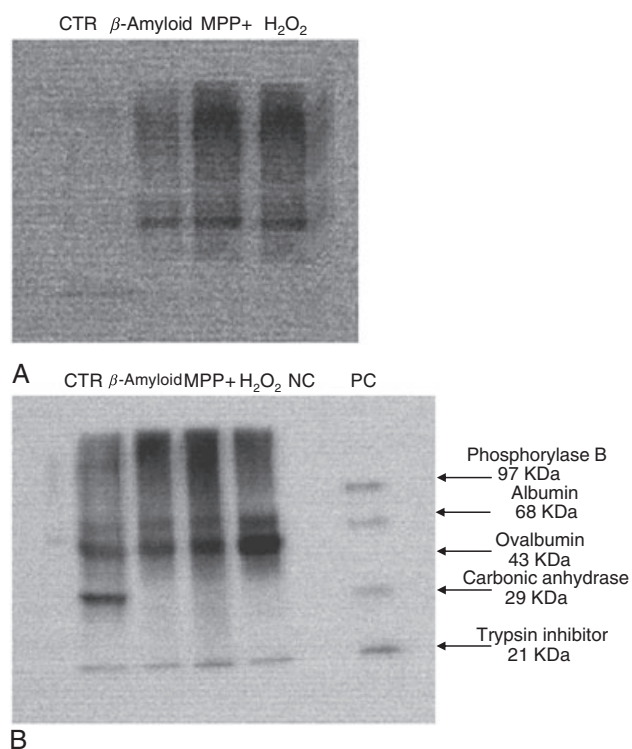 CTR β-Amyloid MPP+ H₂O₂
A
CTR β-Amyloid MPP+ H₂O₂ NC PC
Phosphorylase B
97 KDa
Albumin
68 KDa
Ovalbumin
43 KDa
Carbonic anhydrase
29 KDa
Trypsin inhibitor
21 KDa
B